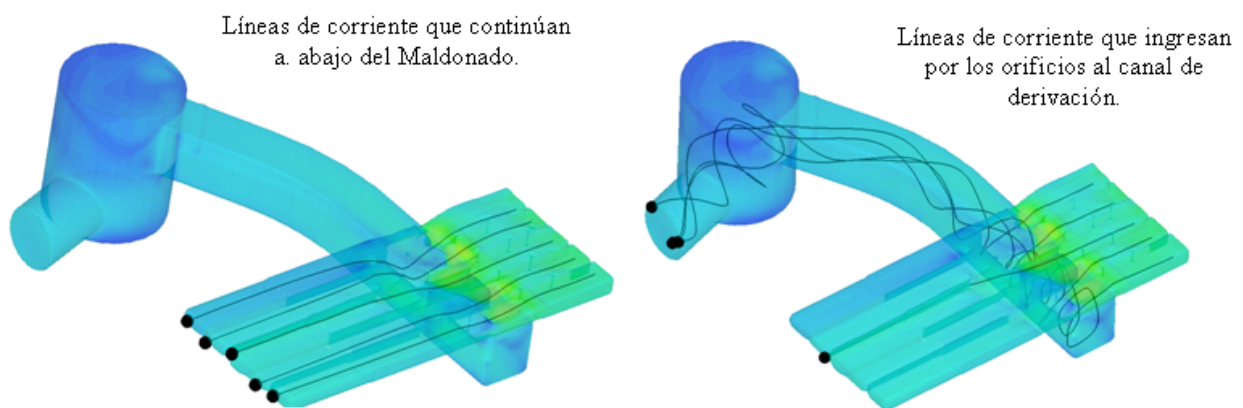 Líneas de corriente que continúan
a. abajo del Maldonado.
Líneas de corriente que ingresan
por los orificios al canal de
derivación.